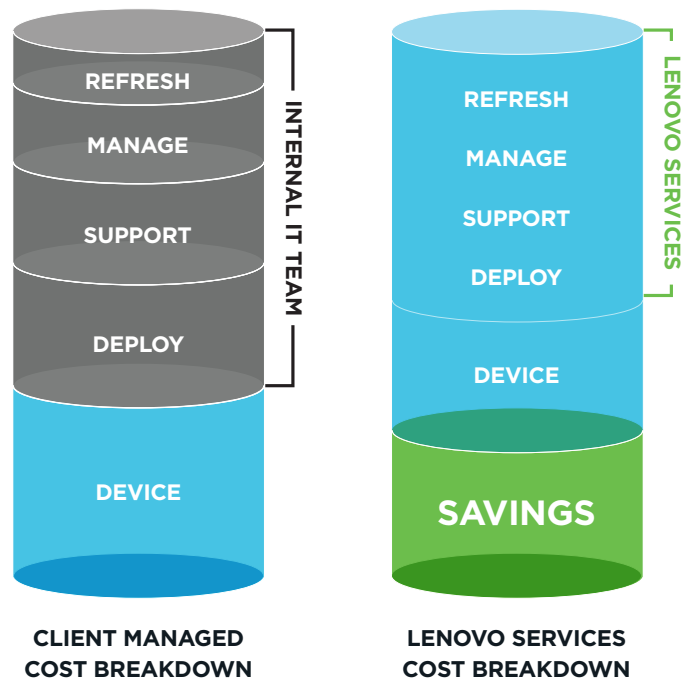 REFRESH
MANAGE
SUPPORT
DEPLOY
DEVICE
INTERNAL IT TEAM
CLIENT MANAGED
COST BREAKDOWN
REFRESH
MANAGE
SUPPORT
DEPLOY
DEVICE
SAVINGS
LENOVO SERVICES
LENOVO SERVICES
COST BREAKDOWN